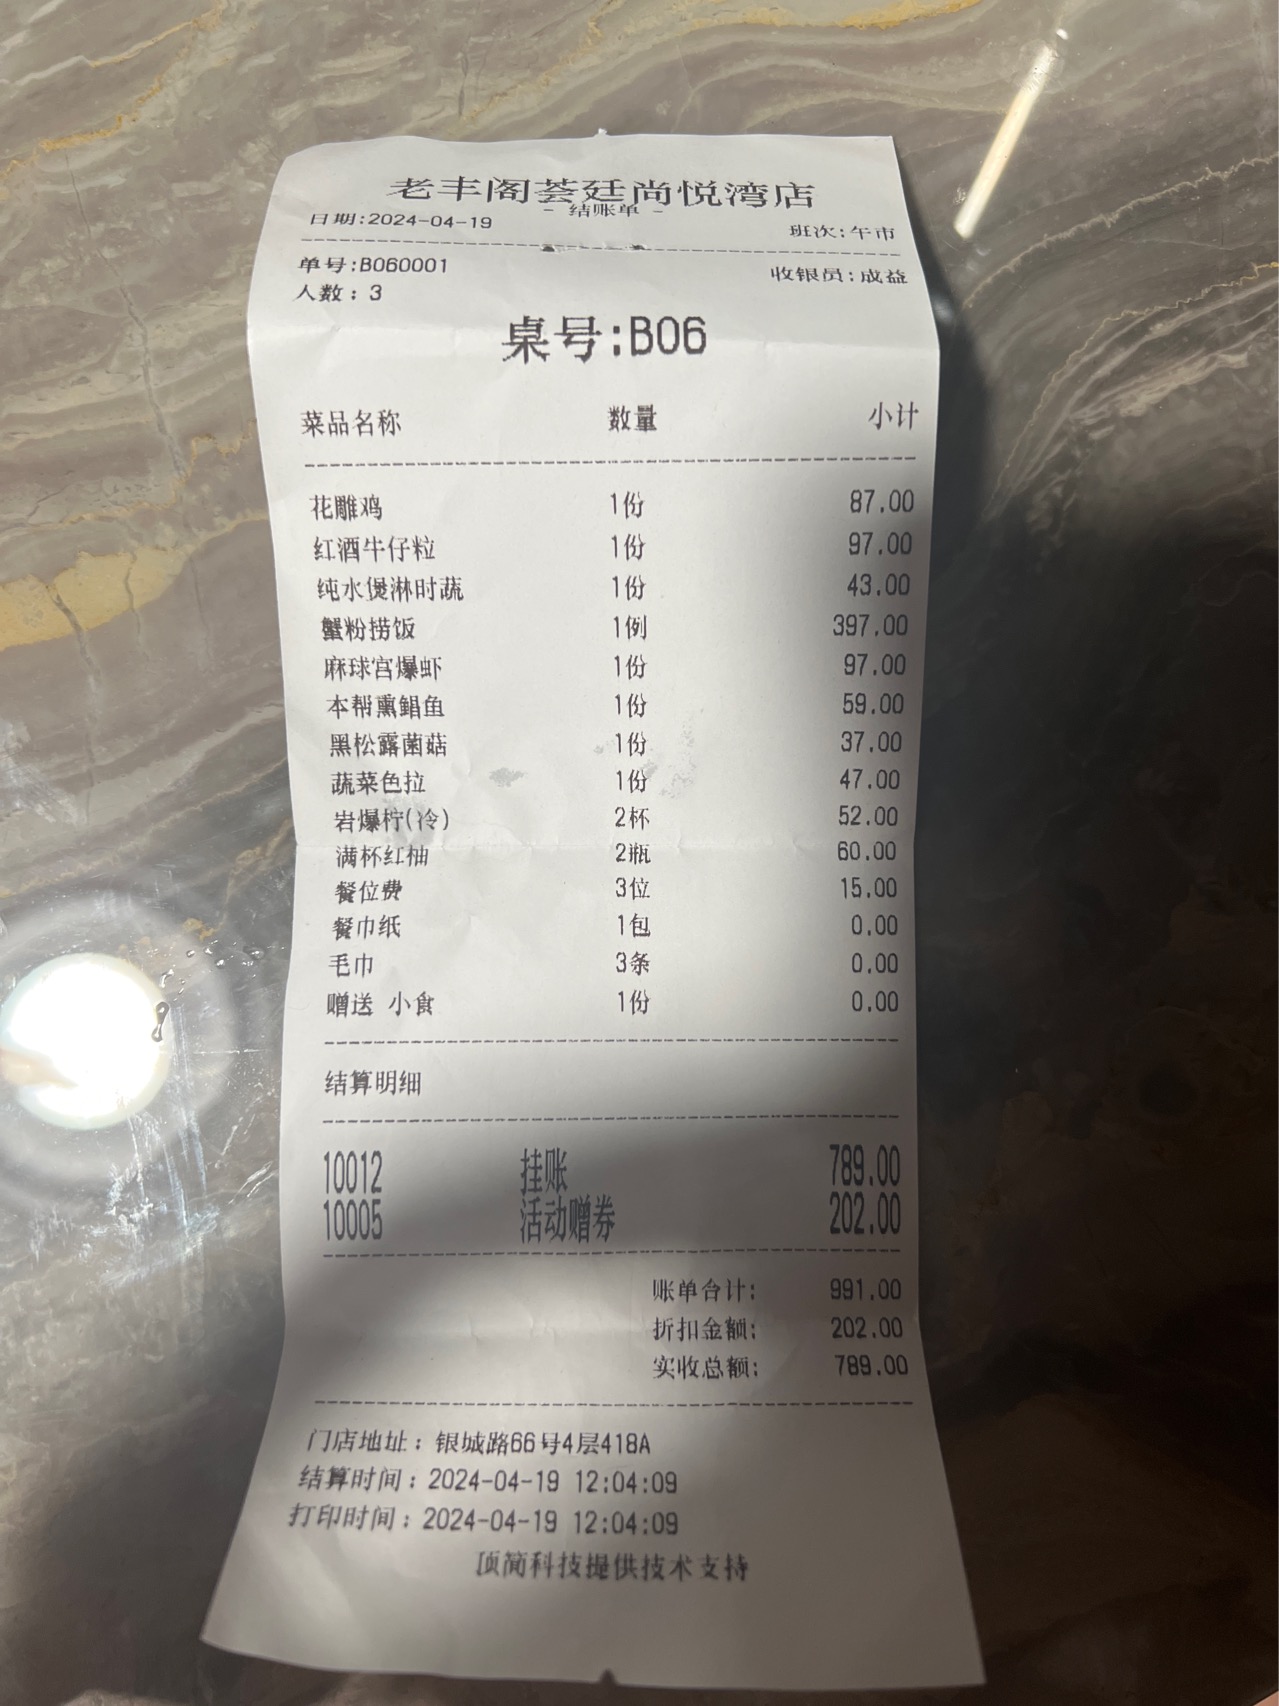 老丰阁荟廷尚悦湾店
- 结账单 -
日期:2024-04-19 班次:午市
单号:B060001 收银员:成益
人数:3
桌号:B06
菜品名称 数量 小计
花雕鸡 1份 87.00
红酒牛仔粒 1份 97.00
纯水煲淋时蔬 1份 43.00
蟹粉捞饭 1例 397.00
麻球宫爆虾 1份 97.00
本帮熏鲳鱼 1份 59.00
黑松露菌菇 1份 37.00
蔬菜色拉 1份 47.00
岩爆柠(冷) 2杯 52.00
满杯红柚 2瓶 60.00
餐位费 3位 15.00
餐巾纸 1包 0.00
毛巾 3条 0.00
赠送 小食 1份 0.00
结算明细
10012 挂账 789.00
10005 活动赠券 202.00
账单合计: 991.00
折扣金额: 202.00
实收总额: 789.00
门店地址:银城路66号4层418A
结算时间:2024-04-19 12:04:09
打印时间:2024-04-19 12:04:09
顶简科技提供技术支持